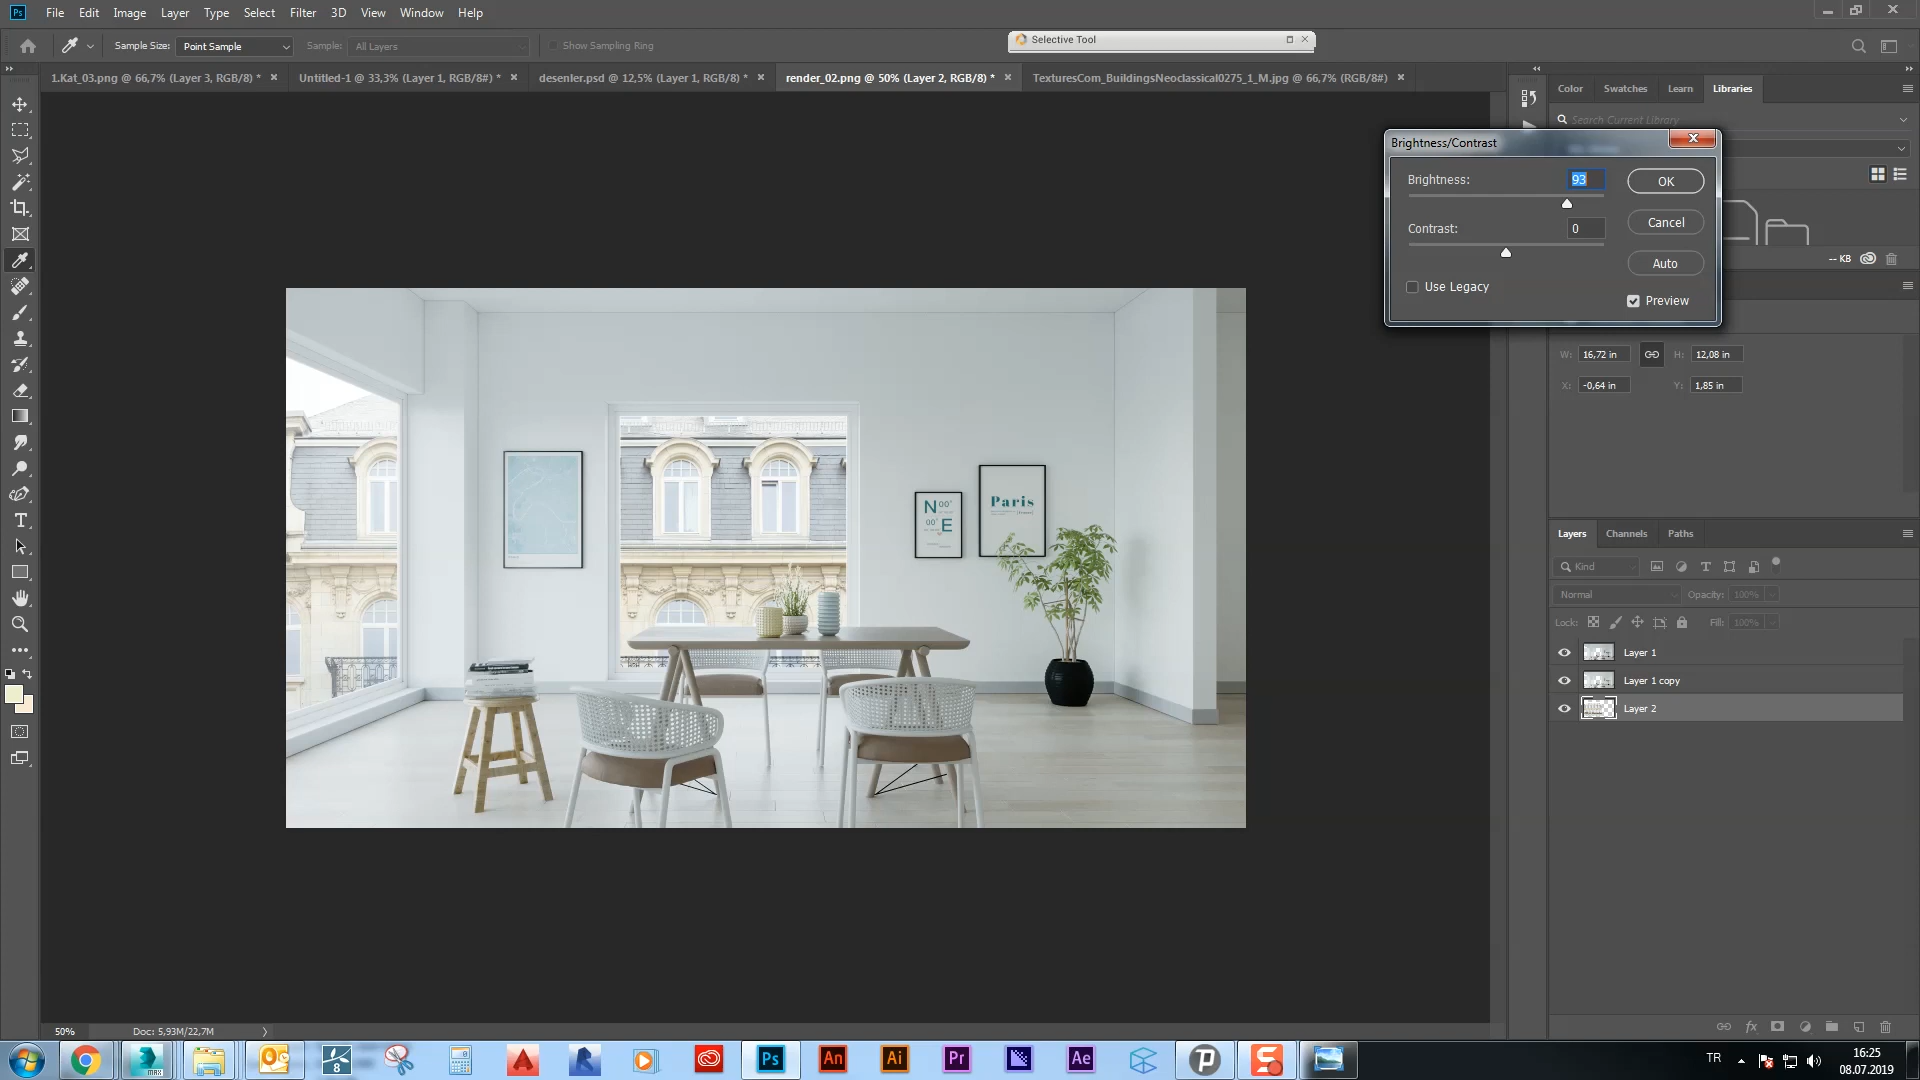 Ps File Edit Image Layer Type Select Filter 3D View Window Help
Sample Size: Point Sample Sample: All Layers Show Sampling Ring
Selective Tool
1.Kat_03.png @ 66,7% (Layer 3, RGB/8) *
Untitled-1 @ 33,3% (Layer 1, RGB/8#) *
desenler.psd @ 12,5% (Layer 1, RGB/8) *
render_02.png @ 50% (Layer 2, RGB/8) *
TexturesCom_BuildingsNeoclassical0275_1_M.jpg @ 66,7% (RGB/8#)
Color Swatches Learn Libraries
Search Current Library
Brightness/Contrast
Brightness: 93
OK
Contrast: 0
Cancel
Auto
Use Legacy
Preview
-- KB
W: 16,72 in H: 12,08 in
X: -0,64 in Y: 1,85 in
N 00°
00° E
Paris
Layers Channels Paths
Kind
Normal Opacity: 100%
Lock: Fill: 100%
Layer 1
Layer 1 copy
Layer 2
50% Doc: 5,93M/22,7M
MAX
8
Ps An Ai Pr Ae
TR
16:25
08.07.2019